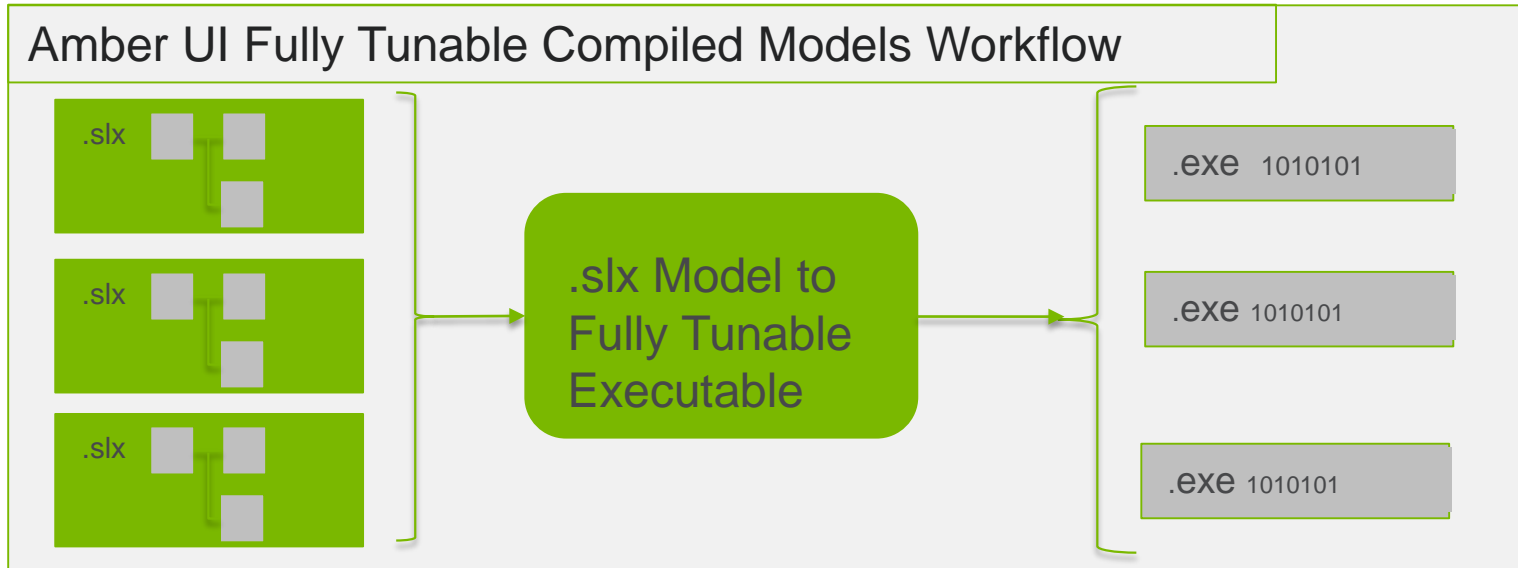 Amber UI Fully Tunable Compiled Models Workflow
.slx
.slx
.slx
.slx Model to
Fully Tunable
Executable
.exe 1010101
.exe 1010101
.exe 1010101